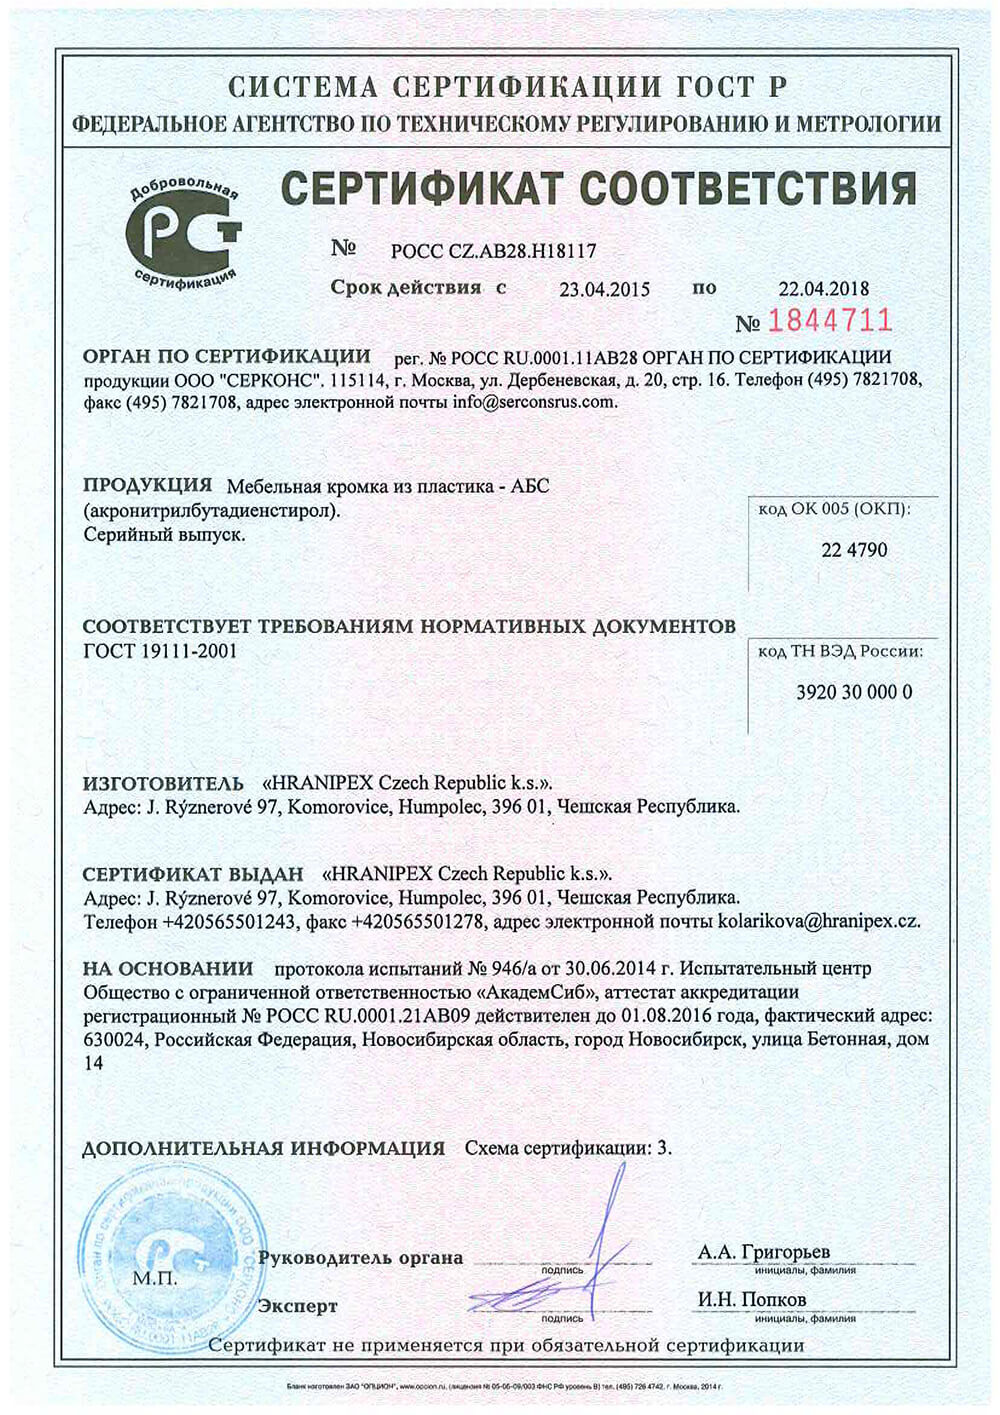 СИСТЕМА СЕРТИФИКАЦИИ ГОСТ Р
ФЕДЕРАЛЬНОЕ АГЕНТСТВО ПО ТЕХНИЧЕСКОМУ РЕГУЛИРОВАНИЮ И МЕТРОЛОГИИ
Добровольная
РСТ
сертификация
СЕРТИФИКАТ СООТВЕТСТВИЯ
№ РОСС CZ.АВ28.Н18117
Срок действия с 23.04.2015 по 22.04.2018
№ 1844711
ОРГАН ПО СЕРТИФИКАЦИИ рег. № РОСС RU.0001.11АВ28 ОРГАН ПО СЕРТИФИКАЦИИ
продукции ООО "СЕРКОНС". 115114, г. Москва, ул. Дербеневская, д. 20, стр. 16. Телефон (495) 7821708,
факс (495) 7821708, адрес электронной почты info@serconsrus.com.
ПРОДУКЦИЯ Мебельная кромка из пластика - АБС
(акронитрилбутадиенстирол).
Серийный выпуск.
код ОК 005 (ОКП):
22 4790
СООТВЕТСТВУЕТ ТРЕБОВАНИЯМ НОРМАТИВНЫХ ДОКУМЕНТОВ
ГОСТ 19111-2001
код ТН ВЭД России:
3920 30 000 0
ИЗГОТОВИТЕЛЬ «HRANIPEX Czech Republic k.s.».
Адрес: J. Rýznerové 97, Komorovice, Humpolec, 396 01, Чешская Республика.
СЕРТИФИКАТ ВЫДАН «HRANIPEX Czech Republic k.s.».
Адрес: J. Rýznerové 97, Komorovice, Humpolec, 396 01, Чешская Республика.
Телефон +420565501243, факс +420565501278, адрес электронной почты kolarikova@hranipex.cz.
НА ОСНОВАНИИ протокола испытаний № 946/а от 30.06.2014 г. Испытательный центр
Общество с ограниченной ответственностью «АкадемСиб», аттестат аккредитации
регистрационный № РОСС RU.0001.21АВ09 действителен до 01.08.2016 года, фактический адрес:
630024, Российская Федерация, Новосибирская область, город Новосибирск, улица Бетонная, дом
14
ДОПОЛНИТЕЛЬНАЯ ИНФОРМАЦИЯ Схема сертификации: 3.
М.П.
Руководитель органа
подпись
А.А. Григорьев
инициалы, фамилия
Эксперт
подпись
И.Н. Попков
инициалы, фамилия
Сертификат не применяется при обязательной сертификации
Бланк изготовлен ЗАО "ОПЦИОН", www.opcion.ru, (лицензия № 05-05-09/003 ФНС РФ уровень В) тел. (495) 726 4742, г. Москва, 2014 г.